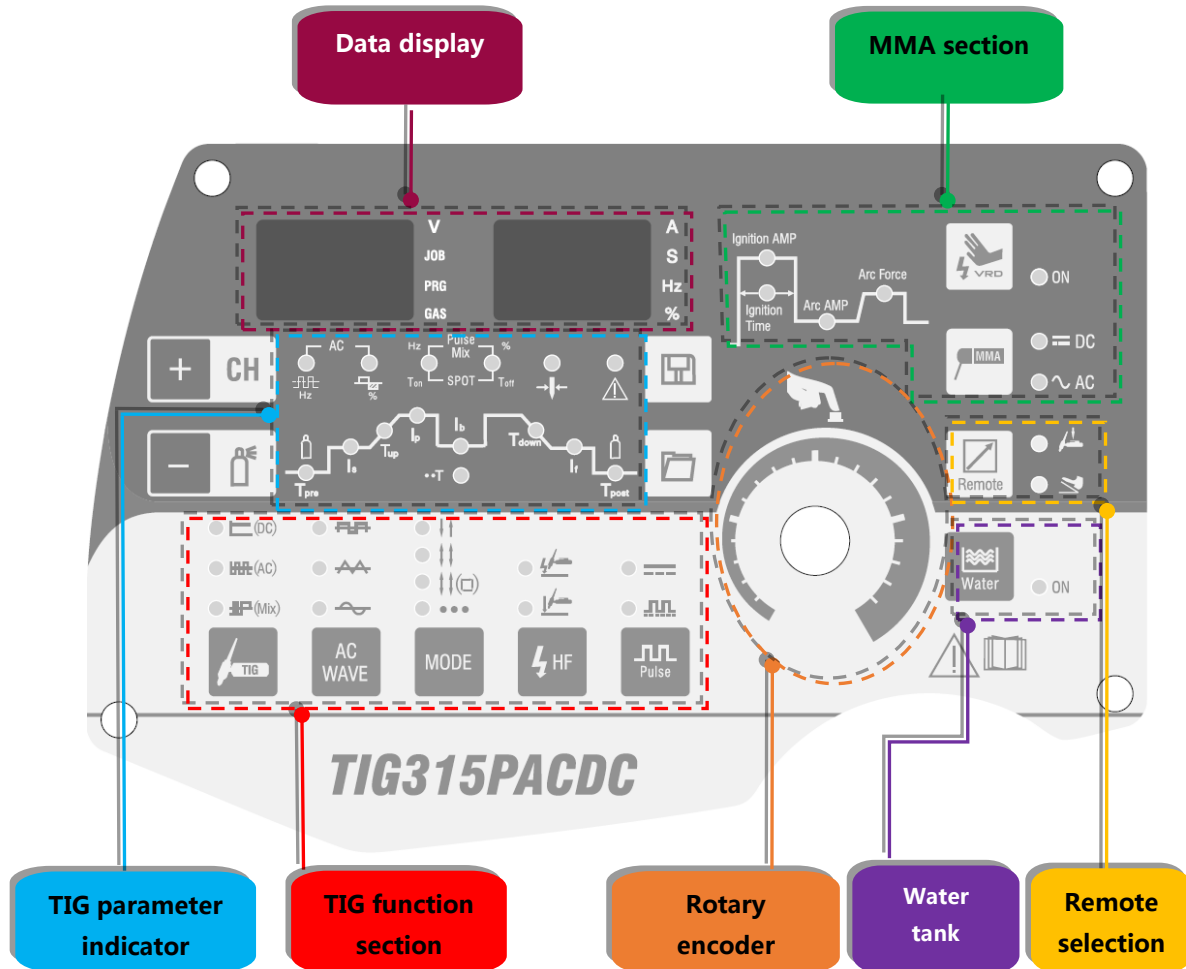 Data display
MMA section
V
JOB
PRG
GAS
A
S
Hz
%
Ignition AMP
Ignition
Time
Arc AMP
Arc Force
VRD
ON
MMA
DC
AC
+ CH
−
AC
Hz
%
Hz Pulse %
Mix
Ton SPOT Toff
Tpre
Is
Tup
Ip
Ib
••T
Tdown
If
Tpost
Remote
(DC)
(AC)
(Mix)
TIG
AC
WAVE
MODE
HF
Pulse
Water
ON
TIG315PACDC
TIG parameter
indicator
TIG function
section
Rotary
encoder
Water
tank
Remote
selection